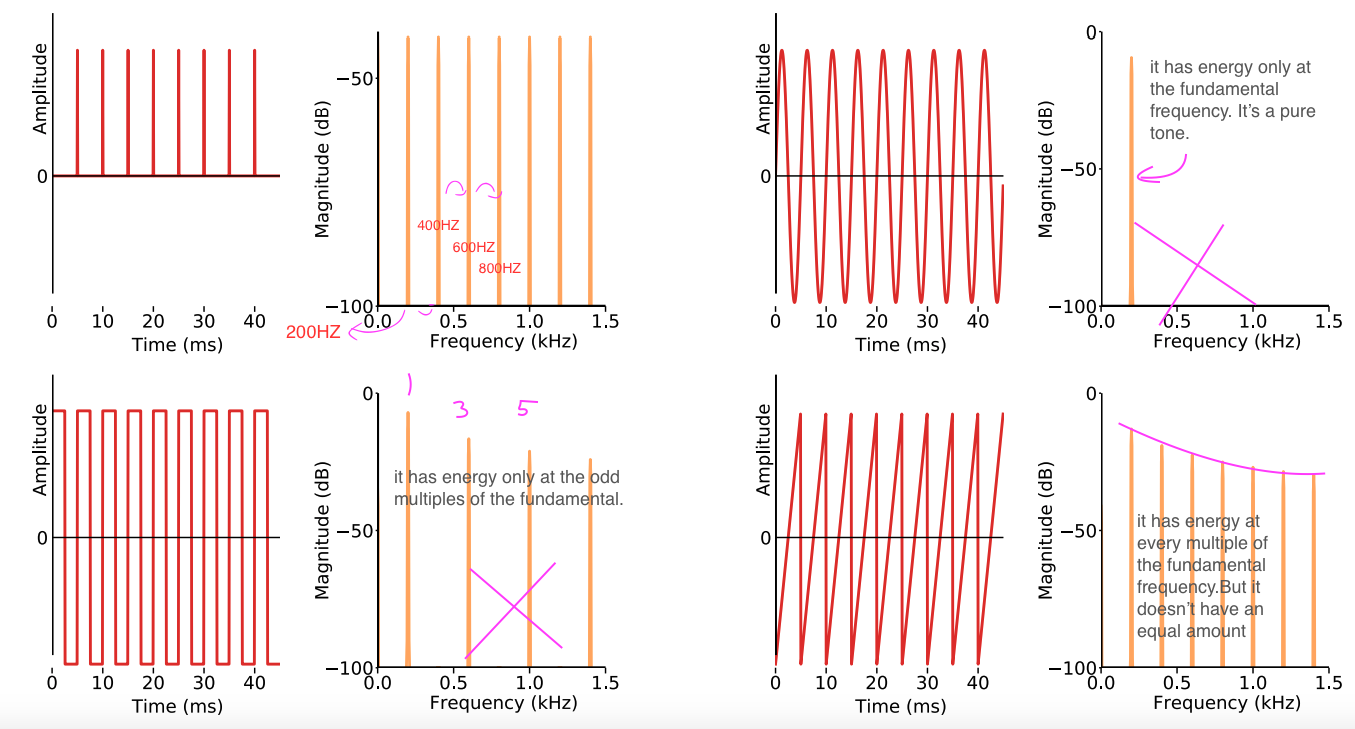 Amplitude
0
0 10 20 30 40
Time (ms)
Magnitude (dB)
−50
−100
400HZ
600HZ
800HZ
200HZ
0.0 0.5 1.0 1.5
Frequency (kHz)
Amplitude
0
0 10 20 30 40
Time (ms)
Magnitude (dB)
0
−50
−100
it has energy only at
the fundamental
frequency. It’s a pure
tone.
0.0 0.5 1.0 1.5
Frequency (kHz)
Amplitude
0
0 10 20 30 40
Time (ms)
Magnitude (dB)
0
−50
−100
1 3 5
it has energy only at the odd
multiples of the fundamental.
0.0 0.5 1.0 1.5
Frequency (kHz)
Amplitude
0
0 10 20 30 40
Time (ms)
Magnitude (dB)
0
−50
−100
it has energy at
every multiple of
the fundamental
frequency.But it
doesn’t have an
equal amount
0.0 0.5 1.0 1.5
Frequency (kHz)